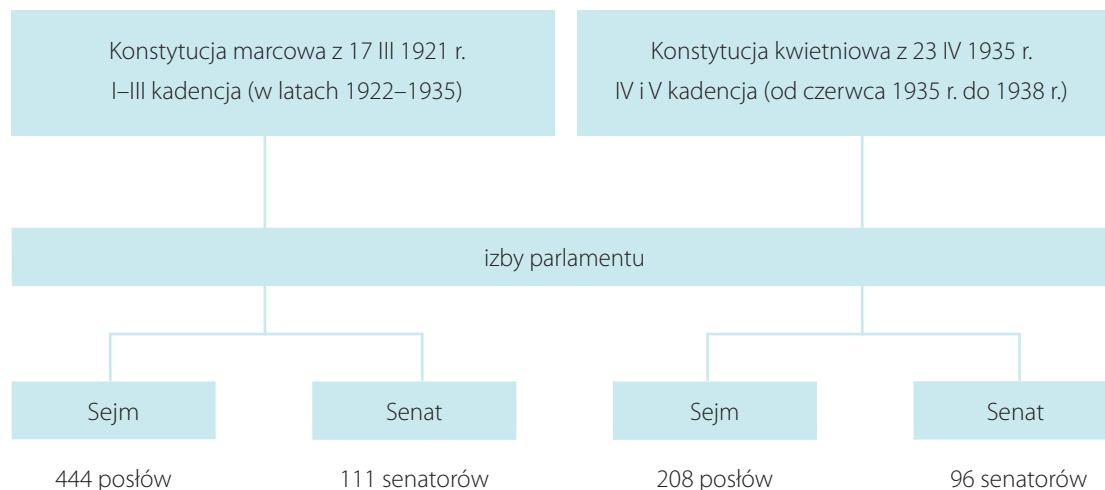 Konstytucja marcowa z 17 III 1921 r.
I–III kadencja (w latach 1922–1935)
Konstytucja kwietniowa z 23 IV 1935 r.
IV i V kadencja (od czerwca 1935 r. do 1938 r.)
izby parlamentu
Sejm
Senat
Sejm
Senat
444 posłów
111 senatorów
208 posłów
96 senatorów